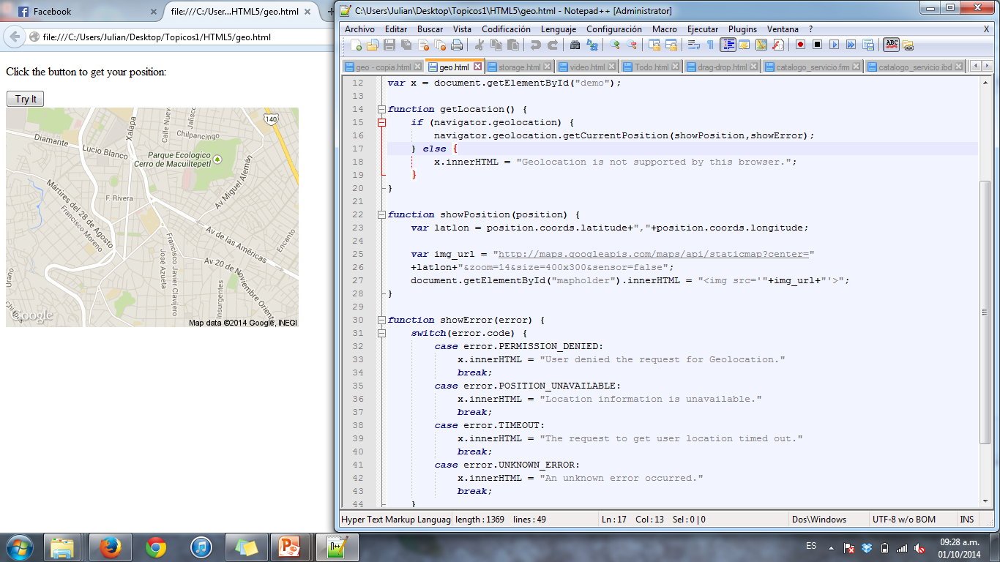 Facebook
file:///C:/User...HTML5/geo.html
file:///C:/Users/Julian/Desktop/Topicos1/HTML5/geo.html
Click the button to get your position:
Try It
Diamante
Lucio Blanco
Xalapa
Calle Nuev
Jalisc
Chilpancingo
140
Parque Ecologico
Cerro de Macuiltepetl
Av Miguel Alemán
F. Rivera
Mártires del 28 de Agosto
Francisco Moreno
José Azueta
Francisco Javier Clavijero
Insurgentes
Av de las Américas
Av 20 de Noviembre Oriente
Encanto
Urano
Google
Map data ©2014 Google, INEGI
C:\Users\Julian\Desktop\Topicos1\HTML5\geo.html - Notepad++ [Administrator]
Archivo Editar Buscar Vista Codificación Lenguaje Configuración Macro Ejecutar Plugins Ventana ? X
ABC
geo - copia.html geo.html storage.html video.html Todo.html drag-drop.html catalogo_servicio.frm catalogo_servicio.ibd
12 var x = document.getElementById("demo");
13
14 function getLocation() {
15 if (navigator.geolocation) {
16 navigator.geolocation.getCurrentPosition(showPosition,showError);
17 } else {
18 x.innerHTML = "Geolocation is not supported by this browser.";
19 }
20 }
21
22 function showPosition(position) {
23 var latlon = position.coords.latitude+","+position.coords.longitude;
24
25 var img_url = "http://maps.googleapis.com/maps/api/staticmap?center="
26 +latlon+"&zoom=14&size=400x300&sensor=false";
27 document.getElementById("mapholder").innerHTML = "<img src='"+img_url+"'>";
28 }
29
30 function showError(error) {
31 switch(error.code) {
32 case error.PERMISSION_DENIED:
33 x.innerHTML = "User denied the request for Geolocation."
34 break;
35 case error.POSITION_UNAVAILABLE:
36 x.innerHTML = "Location information is unavailable."
37 break;
38 case error.TIMEOUT:
39 x.innerHTML = "The request to get user location timed out."
40 break;
41 case error.UNKNOWN_ERROR:
42 x.innerHTML = "An unknown error occurred."
43 break;
44 }
Hyper Text Markup Languag length : 1369 lines : 49 Ln : 17 Col : 13 Sel : 0 | 0 Dos\Windows UTF-8 w/o BOM INS
ES
09:28 a.m.
01/10/2014